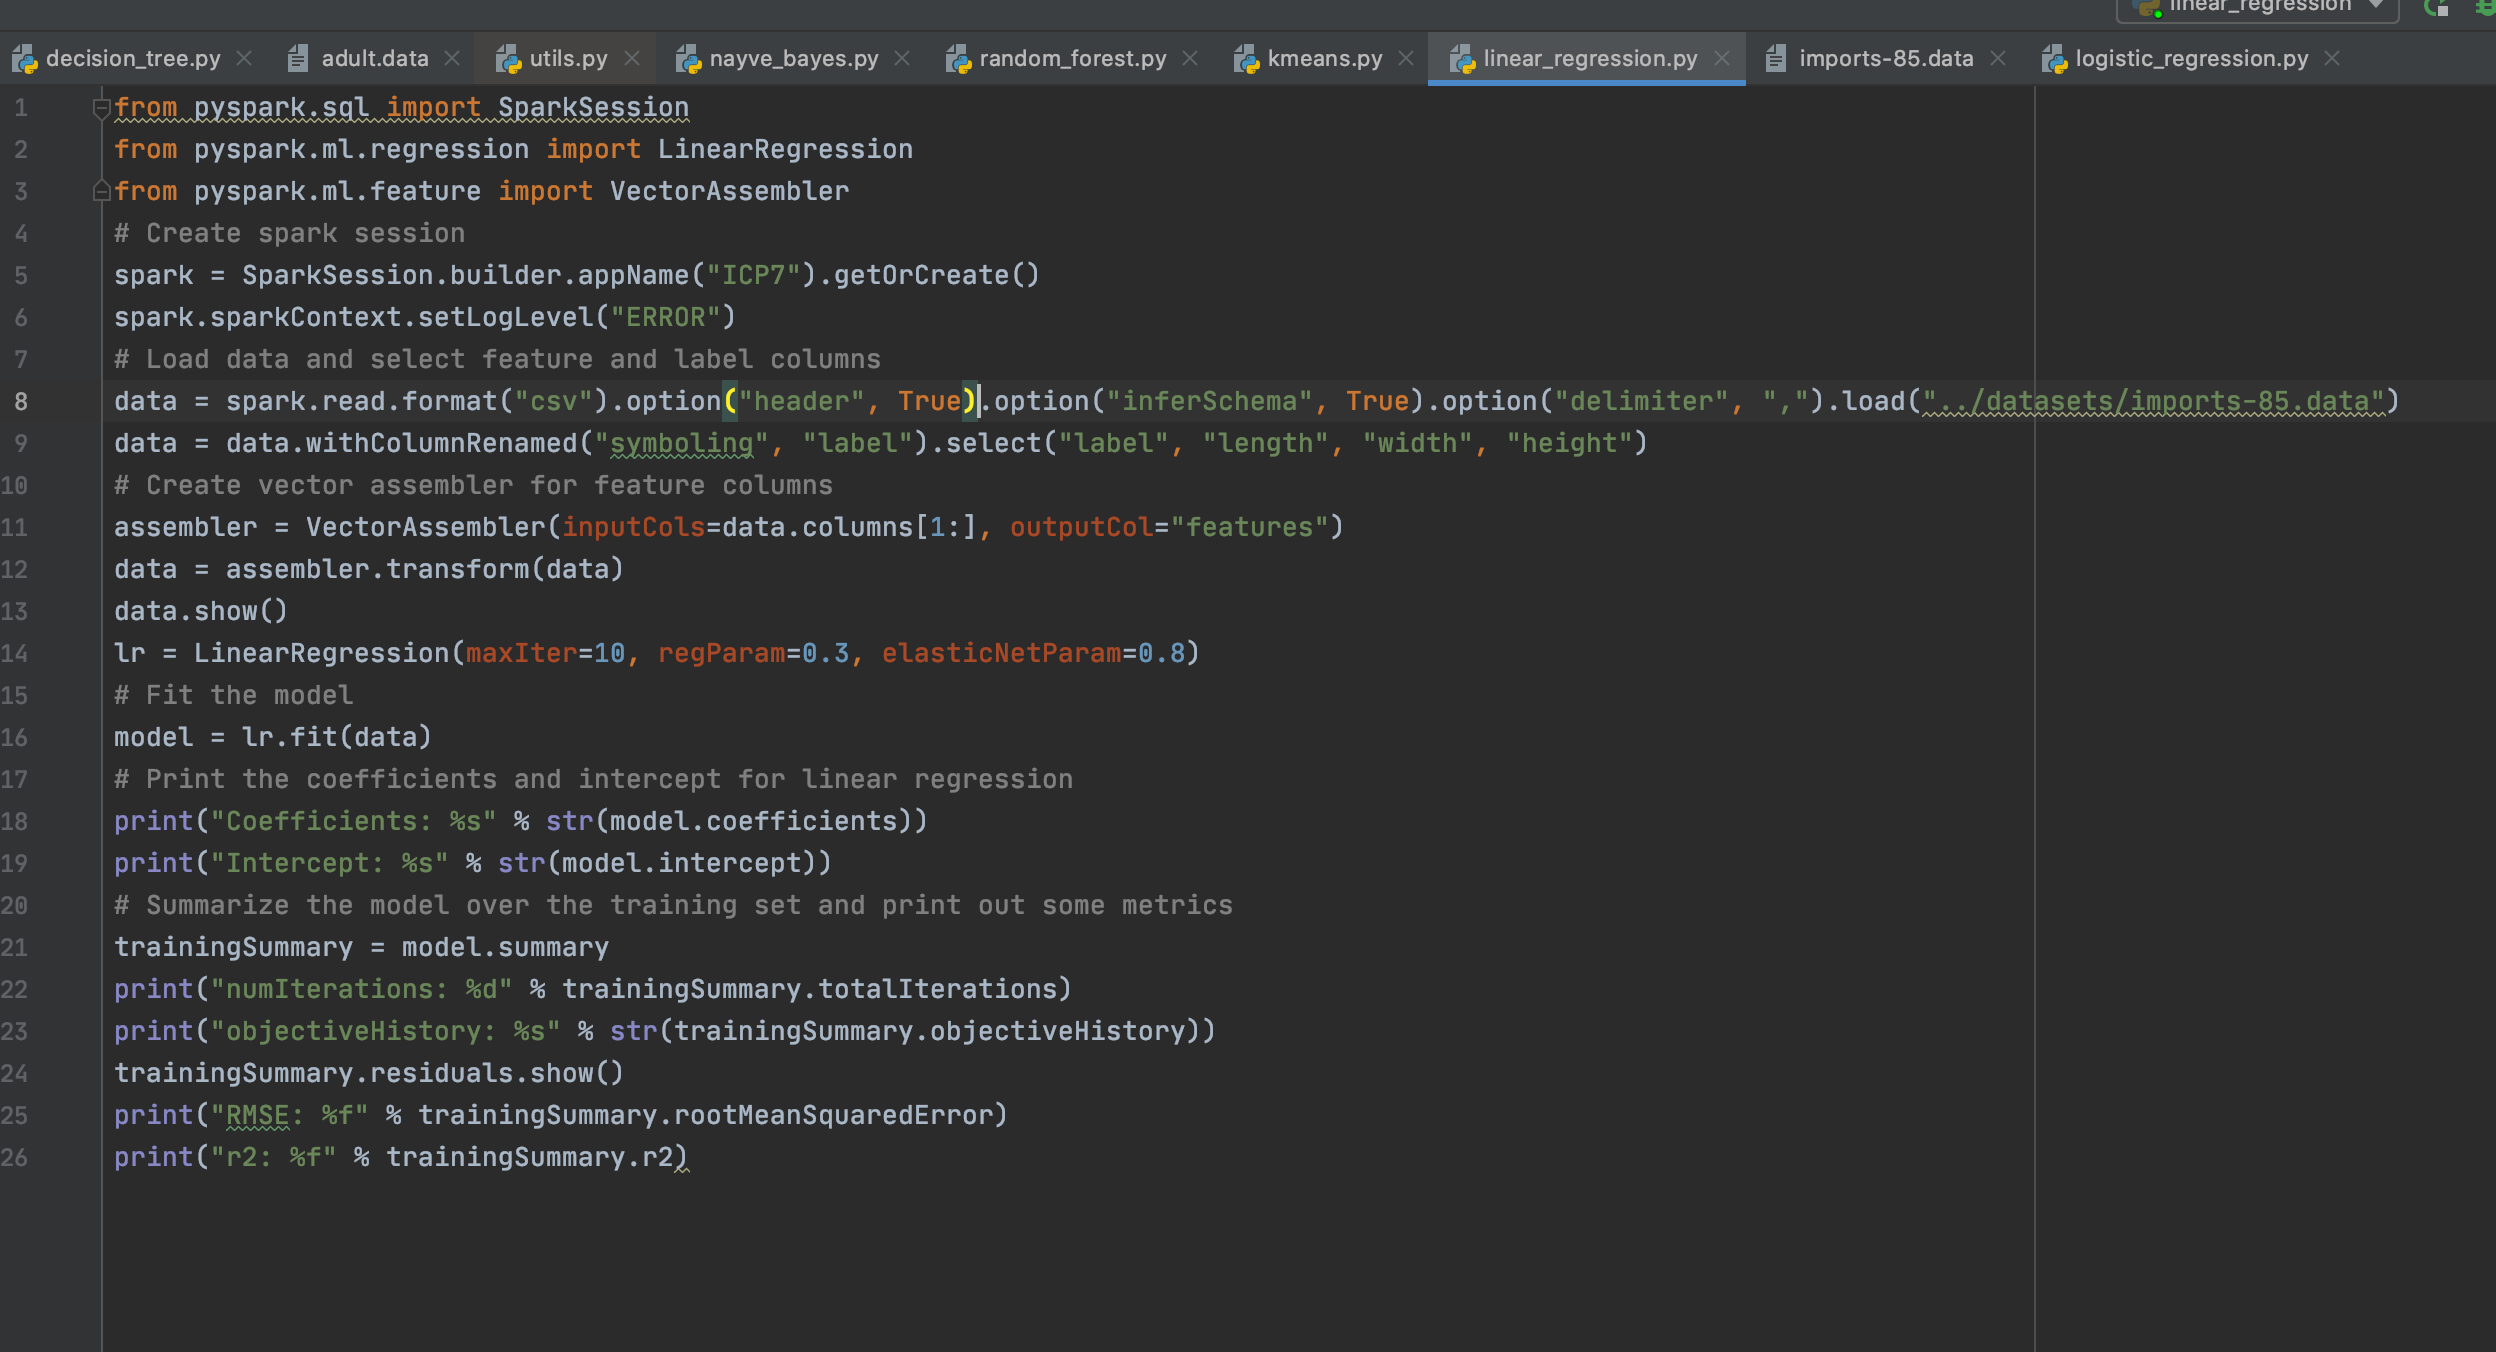 linear_regression
decision_tree.py adult.data utils.py nayve_bayes.py random_forest.py kmeans.py linear_regression.py imports-85.data logistic_regression.py
1 from pyspark.sql import SparkSession
2 from pyspark.ml.regression import LinearRegression
3 from pyspark.ml.feature import VectorAssembler
4 # Create spark session
5 spark = SparkSession.builder.appName("ICP7").getOrCreate()
6 spark.sparkContext.setLogLevel("ERROR")
7 # Load data and select feature and label columns
8 data = spark.read.format("csv").option("header", True).option("inferSchema", True).option("delimiter", ",").load("../datasets/imports-85.data")
9 data = data.withColumnRenamed("symboling", "label").select("label", "length", "width", "height")
10 # Create vector assembler for feature columns
11 assembler = VectorAssembler(inputCols=data.columns[1:], outputCol="features")
12 data = assembler.transform(data)
13 data.show()
14 lr = LinearRegression(maxIter=10, regParam=0.3, elasticNetParam=0.8)
15 # Fit the model
16 model = lr.fit(data)
17 # Print the coefficients and intercept for linear regression
18 print("Coefficients: %s" % str(model.coefficients))
19 print("Intercept: %s" % str(model.intercept))
20 # Summarize the model over the training set and print out some metrics
21 trainingSummary = model.summary
22 print("numIterations: %d" % trainingSummary.totalIterations)
23 print("objectiveHistory: %s" % str(trainingSummary.objectiveHistory))
24 trainingSummary.residuals.show()
25 print("RMSE: %f" % trainingSummary.rootMeanSquaredError)
26 print("r2: %f" % trainingSummary.r2)